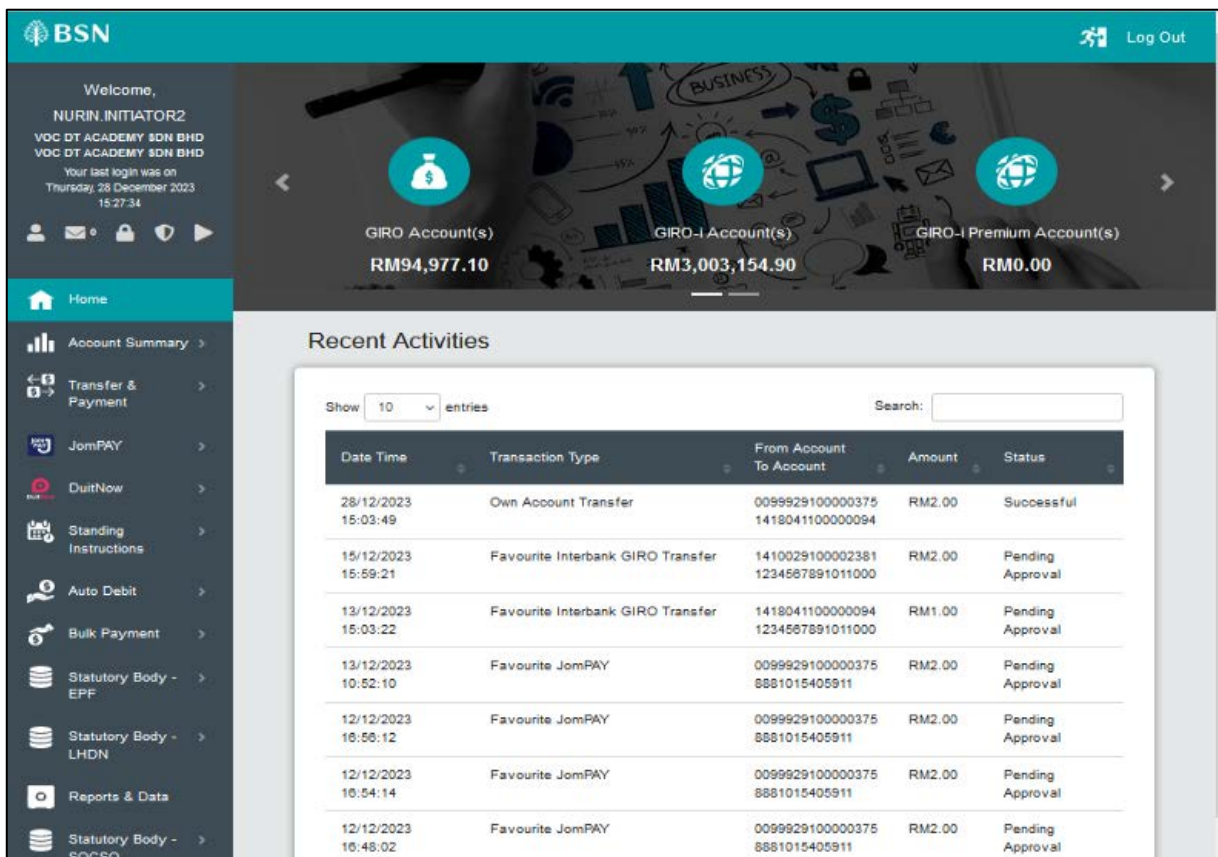 BSN
Log Out
Welcome,
NURIN.INITIATOR2
VOC DT ACADEMY SDN BHD
VOC DT ACADEMY SDN BHD
Your last login was on
Thursday, 28 December 2023
15:27:34
0
BUSINESS
GIRO Account(s)
RM94,977.10
GIRO-i Account(s)
RM3,003,154.90
GIRO-i Premium Account(s)
RM0.00
Home
Account Summary
Transfer &
Payment
JomPAY
DuitNow
Standing
Instructions
Auto Debit
Bulk Payment
Statutory Body -
EPF
Statutory Body -
LHDN
Reports & Data
Statutory Body -
SOCSO
Recent Activities
Show 10 entries
Search:
Date Time Transaction Type From Account Amount Status
To Account
28/12/2023 Own Account Transfer 0099929100000375 RM2.00 Successful
15:03:49 1418041100000094
15/12/2023 Favourite Interbank GIRO Transfer 1410029100002381 RM2.00 Pending
15:59:21 1234567891011000 Approval
13/12/2023 Favourite Interbank GIRO Transfer 1418041100000094 RM1.00 Pending
15:03:22 1234567891011000 Approval
13/12/2023 Favourite JomPAY 0099929100000375 RM2.00 Pending
10:52:10 8881015405911 Approval
12/12/2023 Favourite JomPAY 0099929100000375 RM2.00 Pending
16:56:12 8881015405911 Approval
12/12/2023 Favourite JomPAY 0099929100000375 RM2.00 Pending
16:54:14 8881015405911 Approval
12/12/2023 Favourite JomPAY 0099929100000375 RM2.00 Pending
16:48:02 8881015405911 Approval